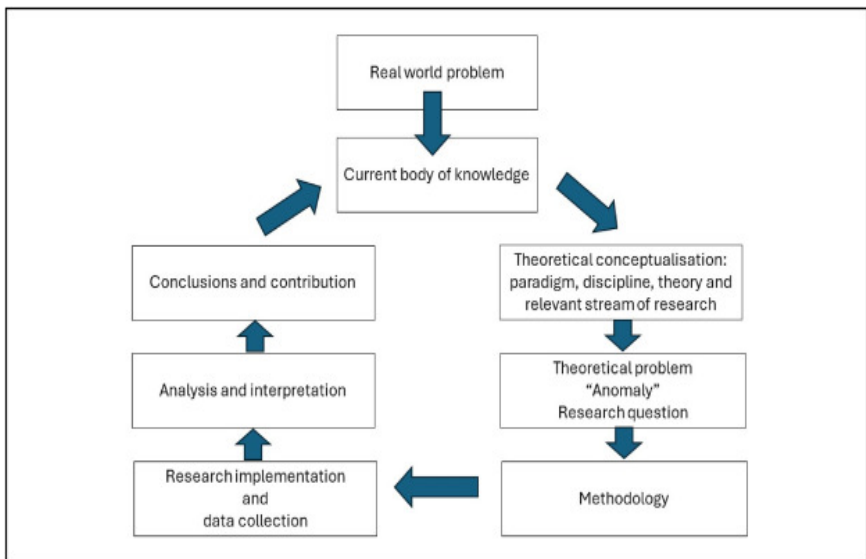 Real world problem
Current body of knowledge
Theoretical conceptualisation:
paradigm, discipline, theory and
relevant stream of research
Theoretical problem
“Anomaly”
Research question
Methodology
Research implementation
and
data collection
Analysis and interpretation
Conclusions and contribution